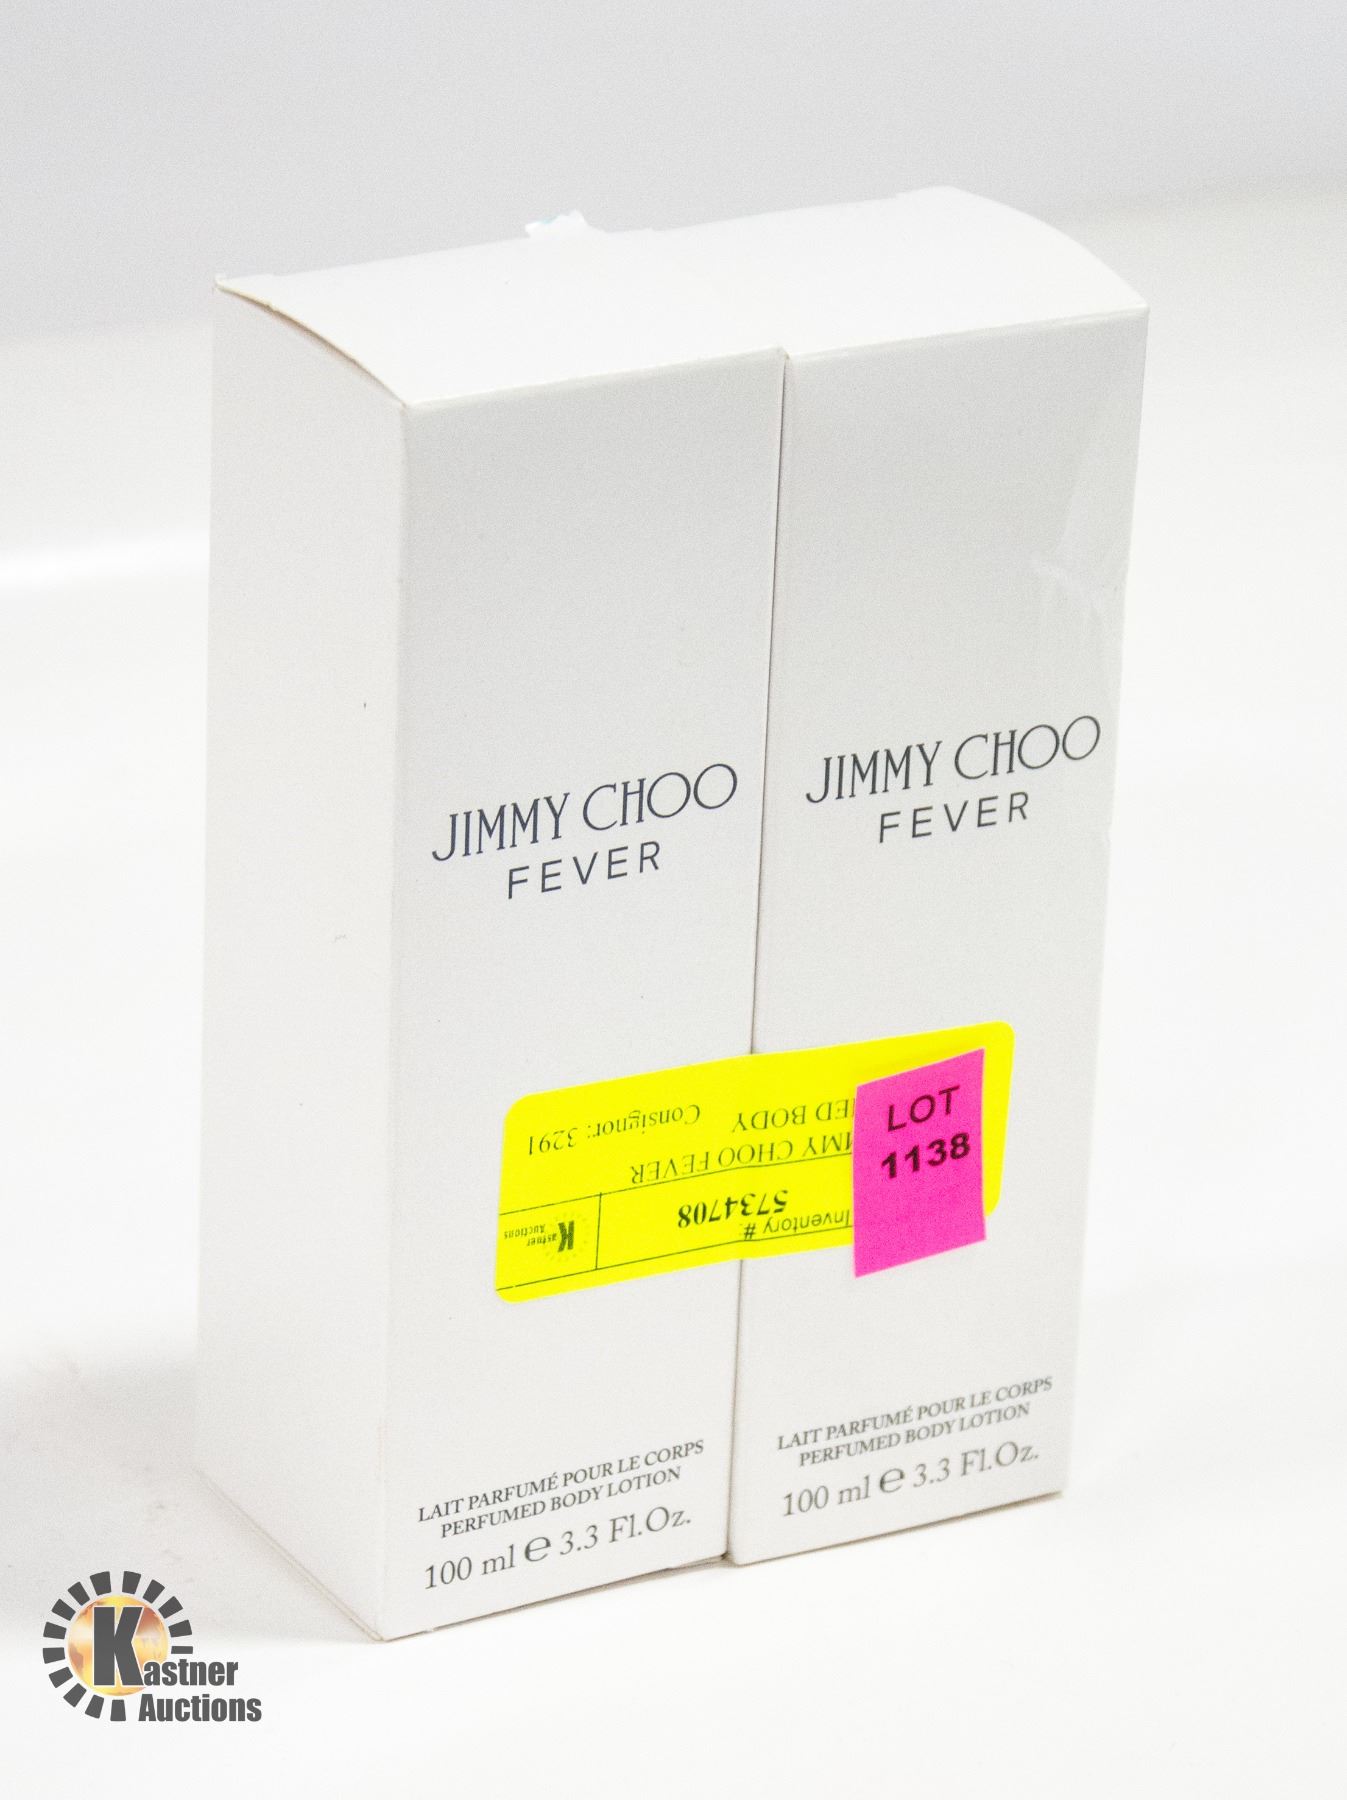 JIMMY CHOO
FEVER
JIMMY CHOO
FEVER
LOT
1138
Inventory #:
5734708
Kastner
Auctions
CHOO FEVER
BODY
Consignor: 3291
LAIT PARFUMÉ POUR LE CORPS
PERFUMED BODY LOTION
100 ml e 3.3 Fl.Oz.
LAIT PARFUMÉ POUR LE CORPS
PERFUMED BODY LOTION
100 ml e 3.3 Fl.Oz.
Kastner
Auctions